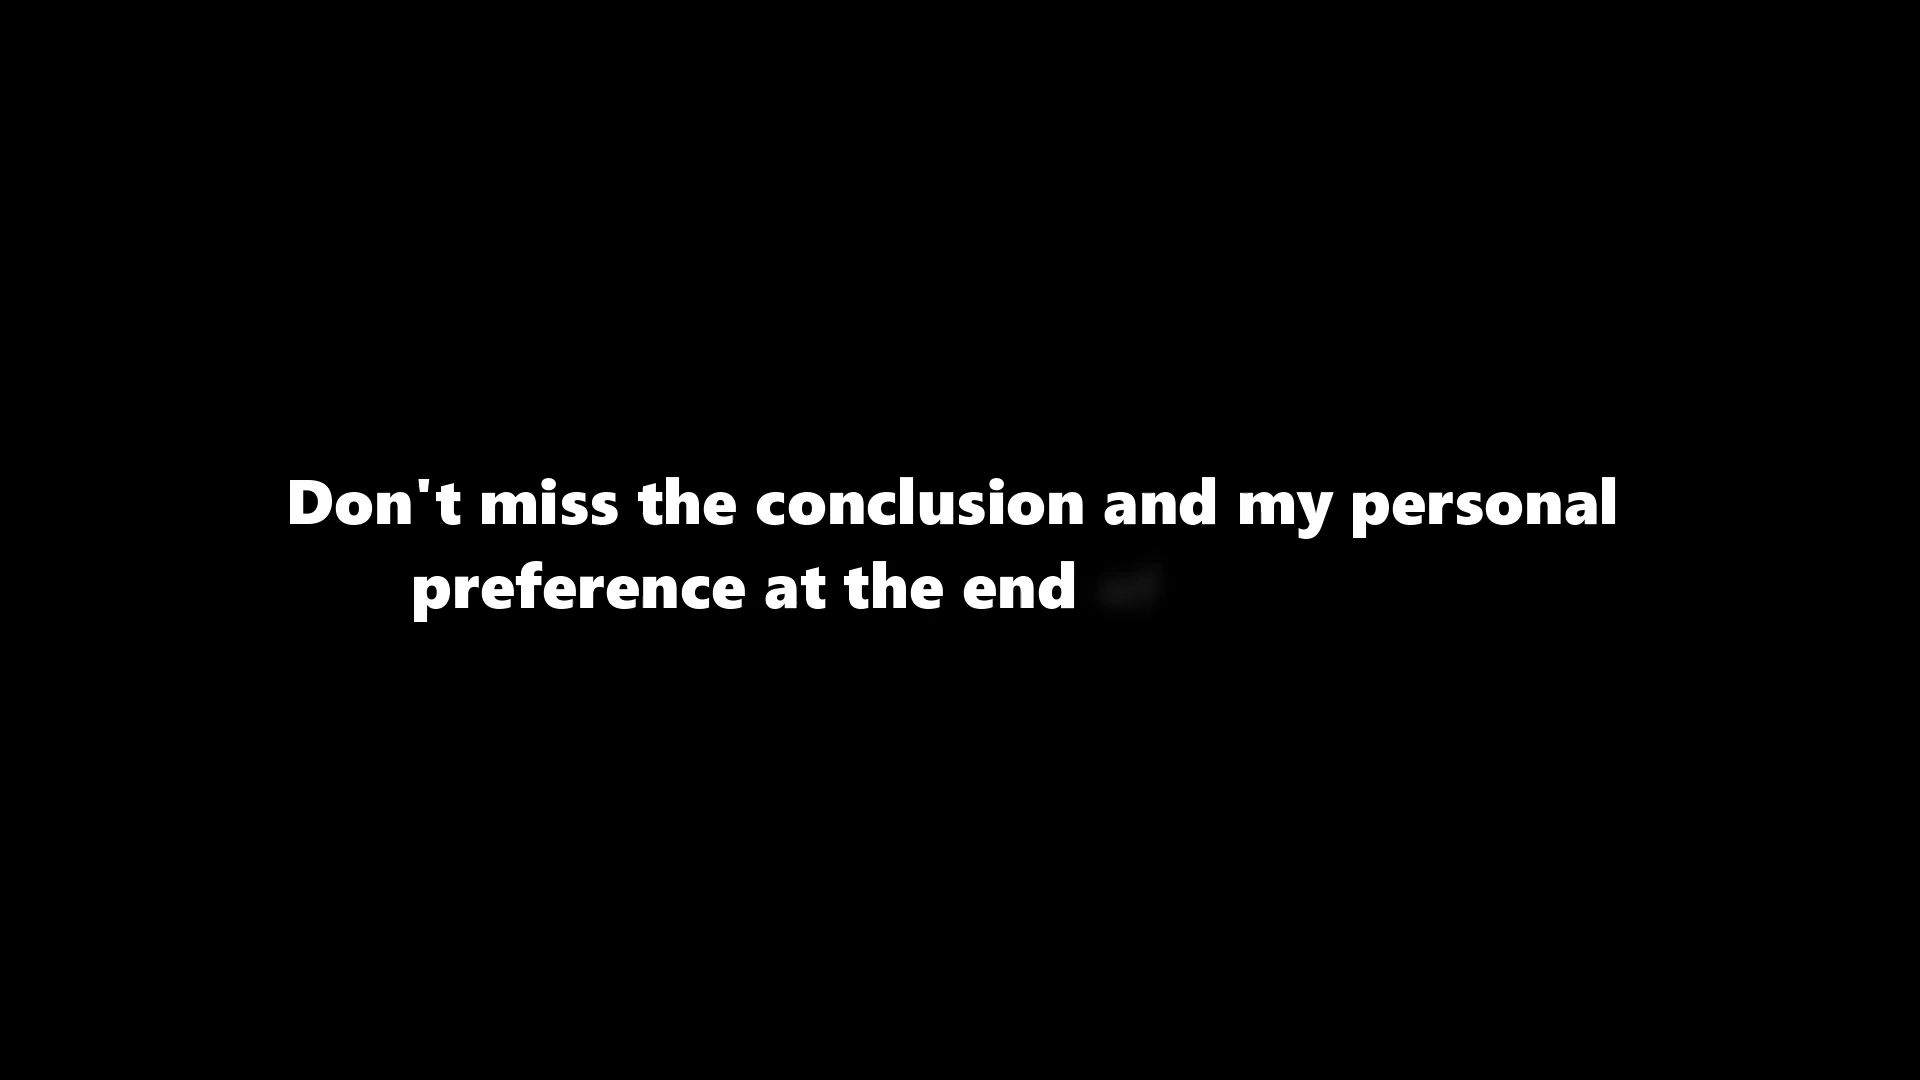 Don't miss the conclusion and my personal
preference at the end